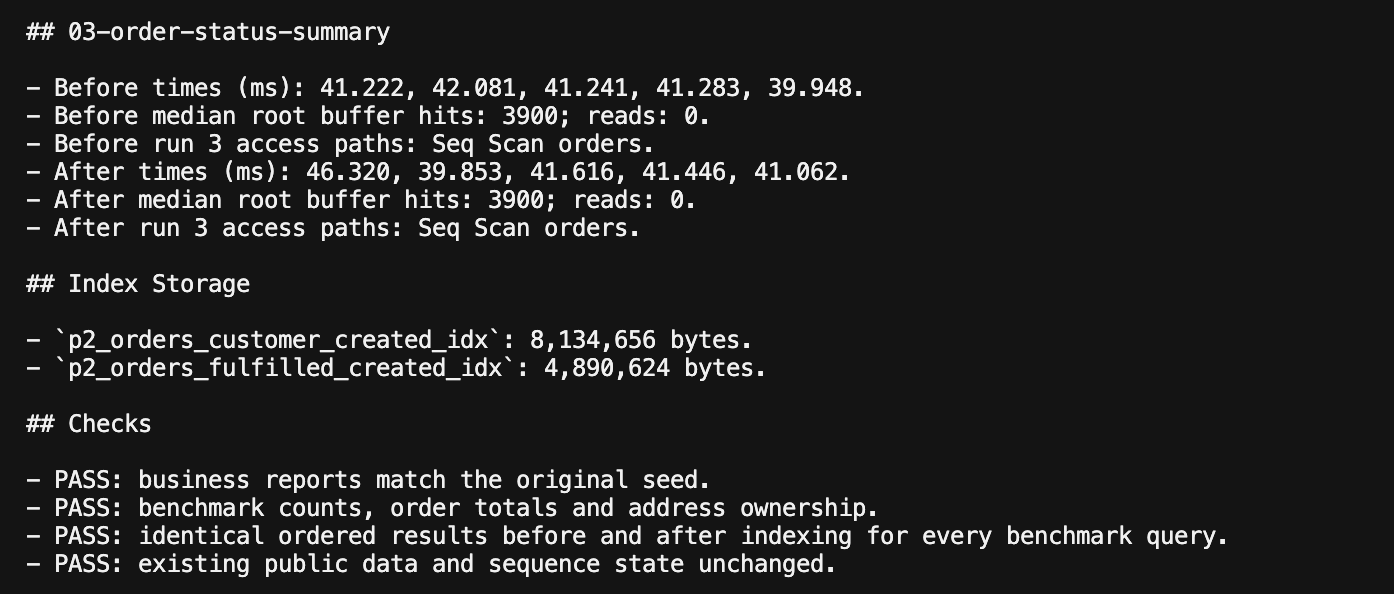 ## 03-order-status-summary
- Before times (ms): 41.222, 42.081, 41.241, 41.283, 39.948.
- Before median root buffer hits: 3900; reads: 0.
- Before run 3 access paths: Seq Scan orders.
- After times (ms): 46.320, 39.853, 41.616, 41.446, 41.062.
- After median root buffer hits: 3900; reads: 0.
- After run 3 access paths: Seq Scan orders.
## Index Storage
- `p2_orders_customer_created_idx`: 8,134,656 bytes.
- `p2_orders_fulfilled_created_idx`: 4,890,624 bytes.
## Checks
- PASS: business reports match the original seed.
- PASS: benchmark counts, order totals and address ownership.
- PASS: identical ordered results before and after indexing for every benchmark query.
- PASS: existing public data and sequence state unchanged.